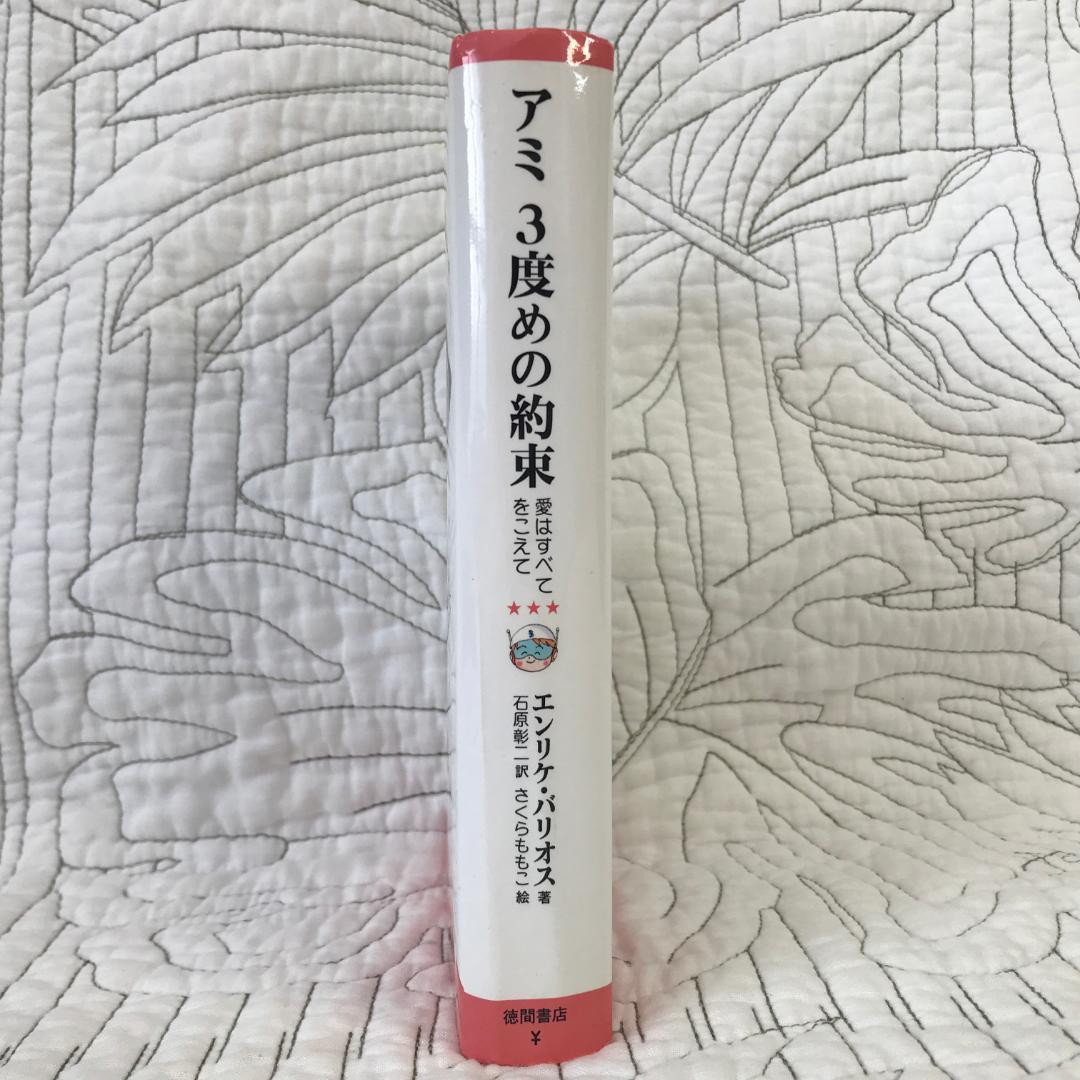 アミ 3度めの約束
愛はすべて
をこえて
★★★
エンリケ・バリオス 著
石原彰二 訳 さくらももこ 絵
徳間書店
¥